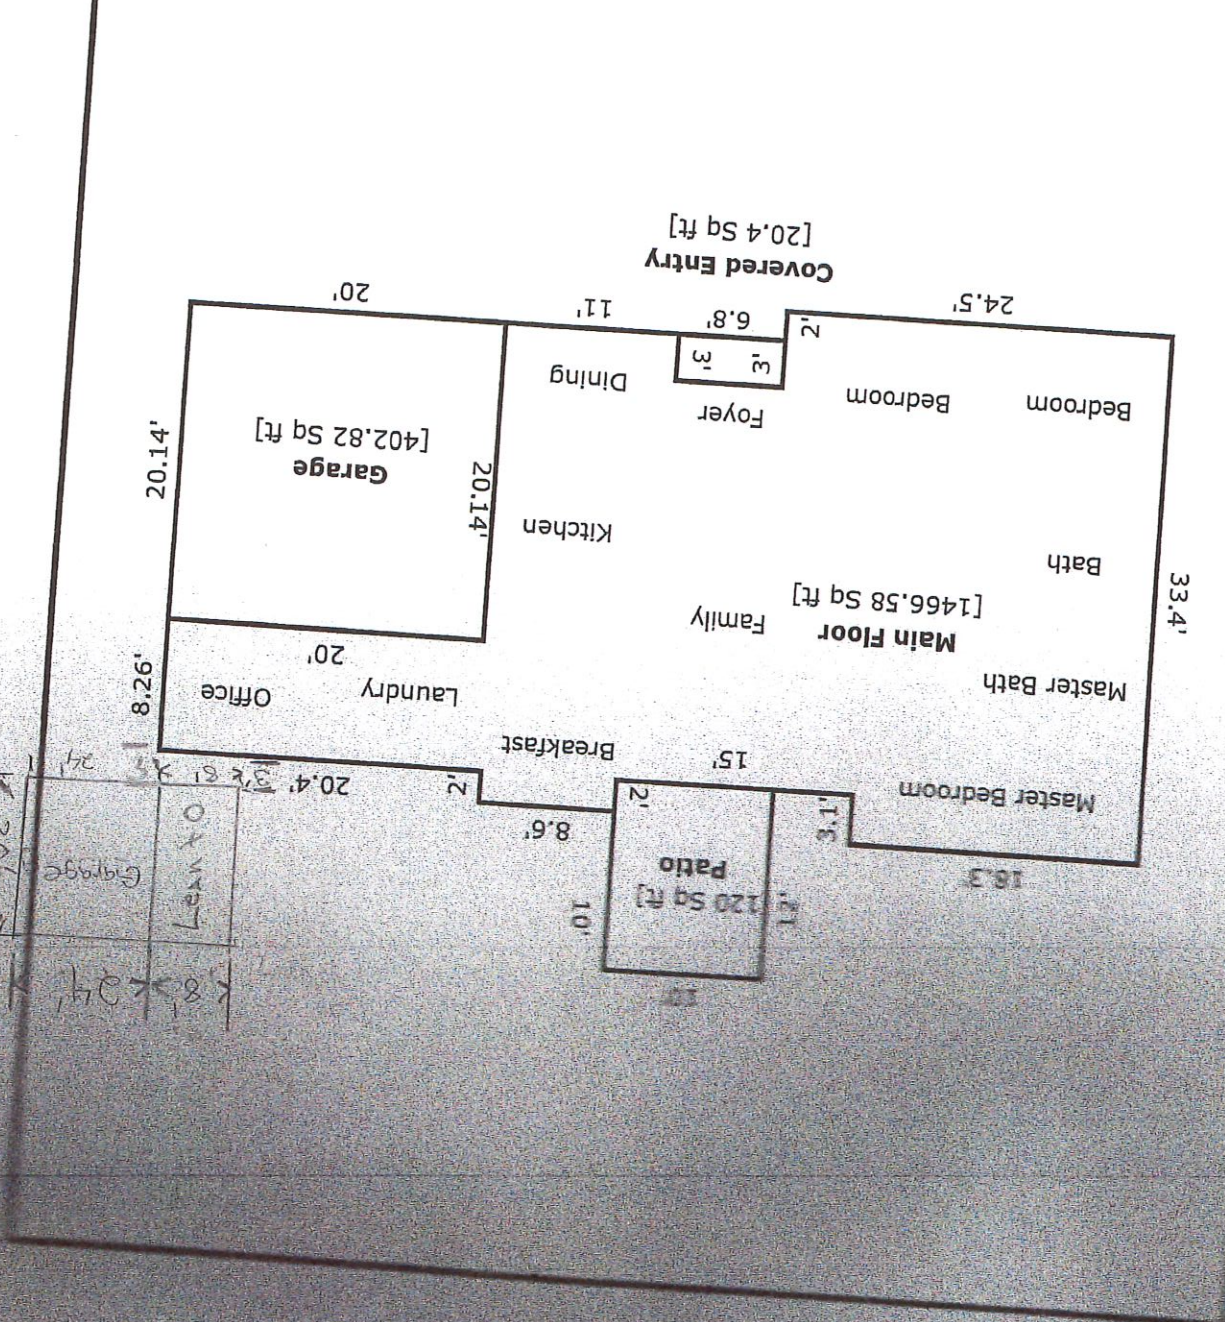 8'
24'
10'
[120 Sq ft]
Patio
18.3'
Lean to
Garage
8.6'
3.1'
2'
2'
20.4'
15'
24'
Master Bedroom
Breakfast
Office
Laundry
8.26'
Master Bath
20'
Main Floor
[1466.58 Sq ft]
Family
33.4'
Bath
Kitchen
20.14'
Garage
[402.82 Sq ft]
20.14'
Foyer
Bedroom
Bedroom
Dining
3'
3'
2'
6.8'
11'
24.5'
20'
Covered Entry
[20.4 Sq ft]